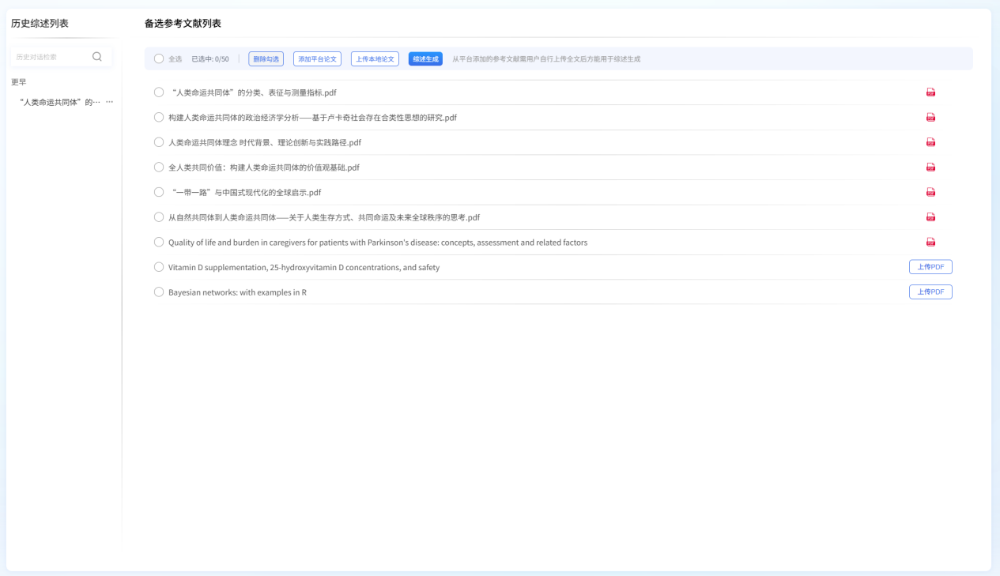 历史综述列表
历史对话检索
更早
“人类命运共同体”的… …
备选参考文献列表
全选 已选中: 0/50 删除勾选 添加平台论文 上传本地论文 综述生成 从平台添加的参考文献需用户自行上传全文后方能用于综述生成
“人类命运共同体”的分类、表征与测量指标.pdf
构建人类命运共同体的政治经济学分析——基于卢卡奇社会存在合类性思想的研究.pdf
人类命运共同体理念 时代背景、理论创新与实践路径.pdf
全人类共同价值：构建人类命运共同体的价值观基础.pdf
“一带一路”与中国式现代化的全球启示.pdf
从自然共同体到人类命运共同体——关于人类生存方式、共同命运及未来全球秩序的思考.pdf
Quality of life and burden in caregivers for patients with Parkinson's disease: concepts, assessment and related factors
Vitamin D supplementation, 25-hydroxyvitamin D concentrations, and safety 上传PDF
Bayesian networks: with examples in R 上传PDF